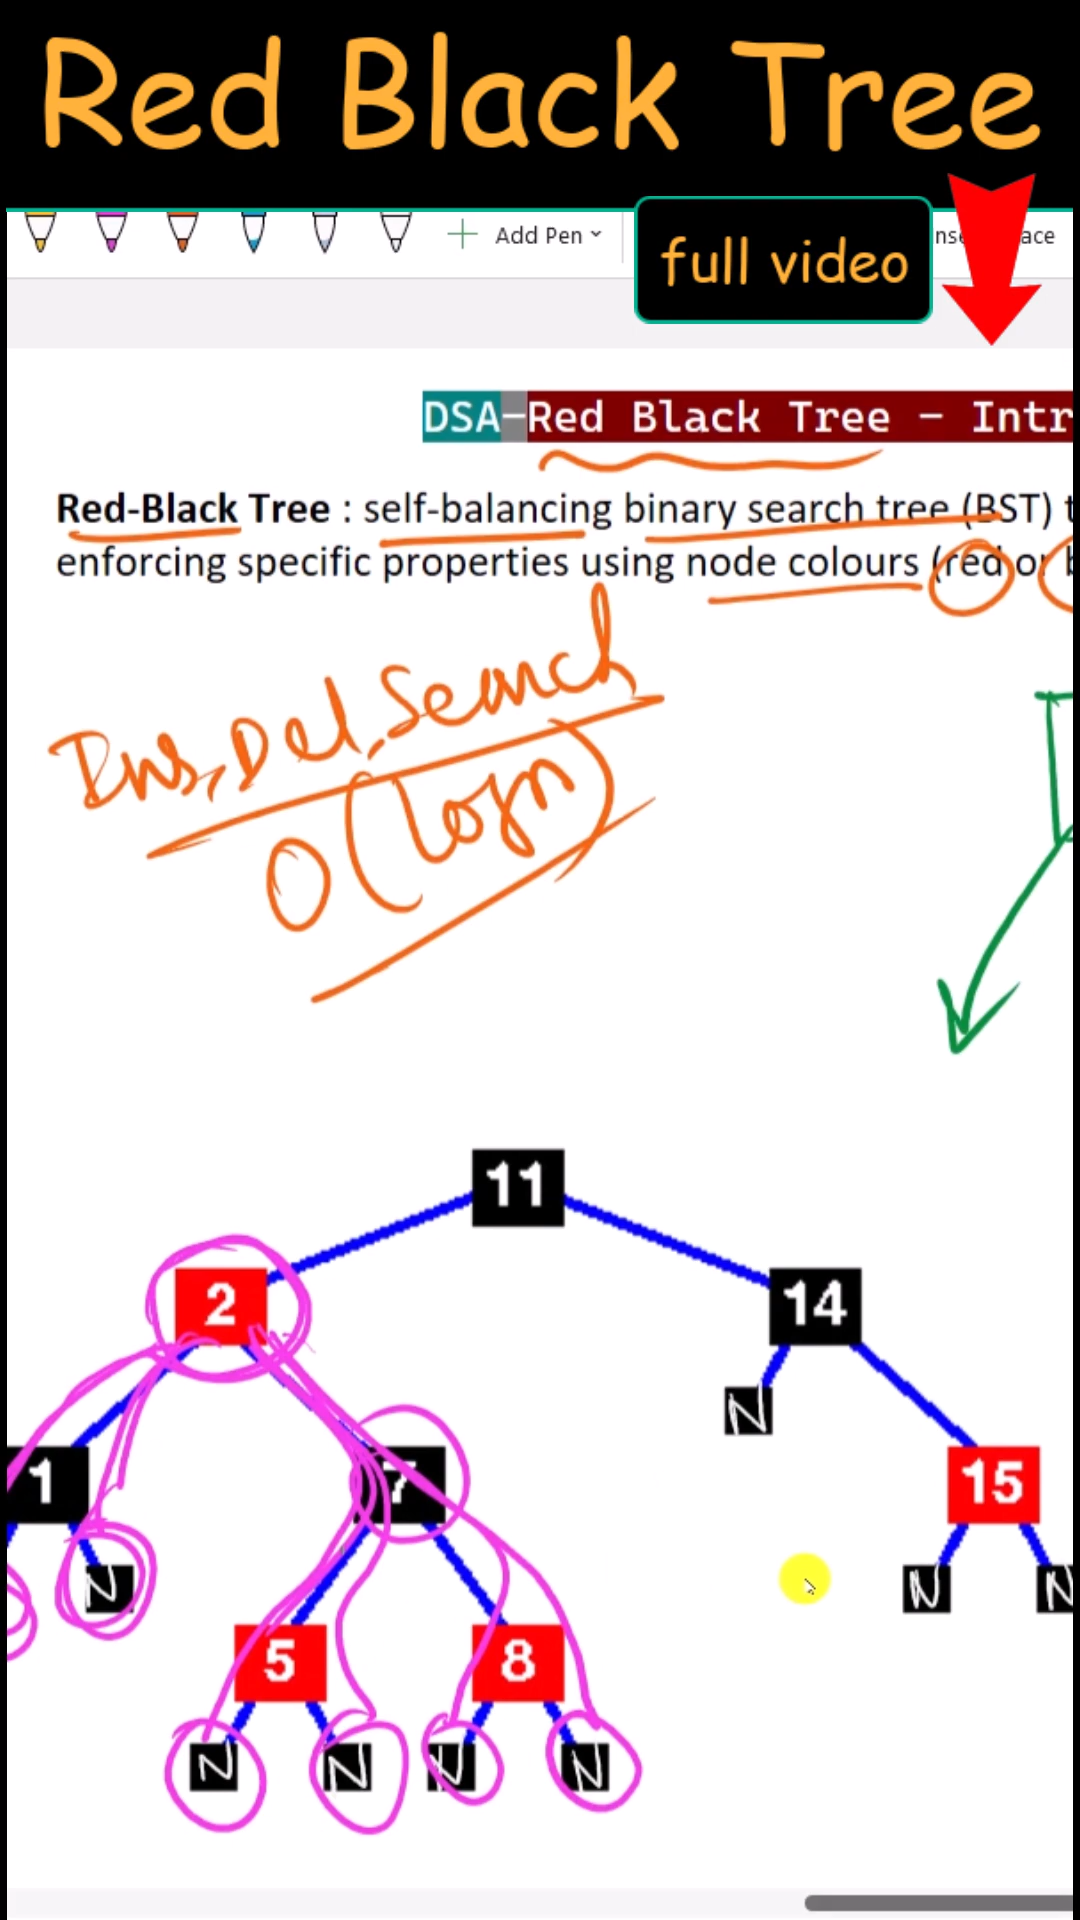 Red Black Tree
Add Pen
full video
DSA-Red Black Tree - Intr
Red-Black Tree : self-balancing binary search tree (BST) t
enforcing specific properties using node colours (red or b
Ins, Del, Search
O(logn)
11
2
14
N
1
7
15
N
N
N
5
8
N
N
N
N